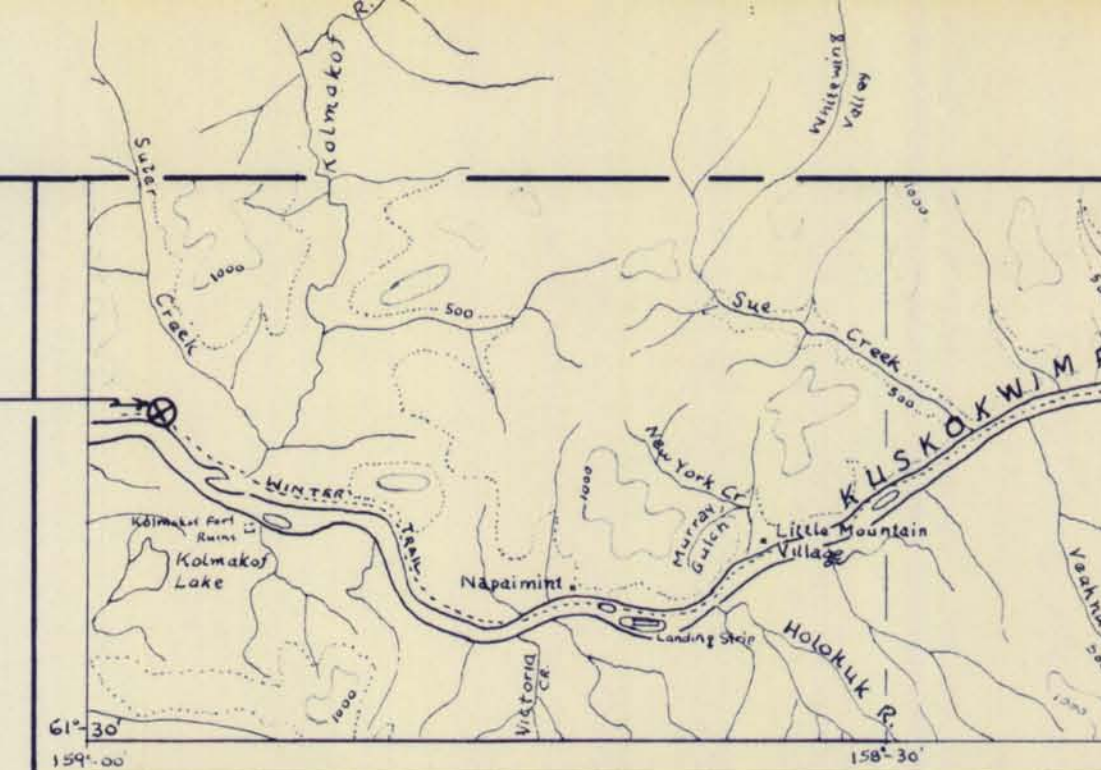 R.
Kolmakof
Whitewing
Valley
Suter
Creek
1000
1000
500
Sue
Creek
500
KUSKOKWIM R
New York Cr
1000
WINTER
TRAIL
Kolmakof Fort
Ruins
Kolmakof
Lake
Murray
Gulch
Little Mountain
Village
Napaimint
Landing Strip
HOLOKUK R.
Victoria
CR.
1000
1000
61°-30'
159°-00'
158°-30'